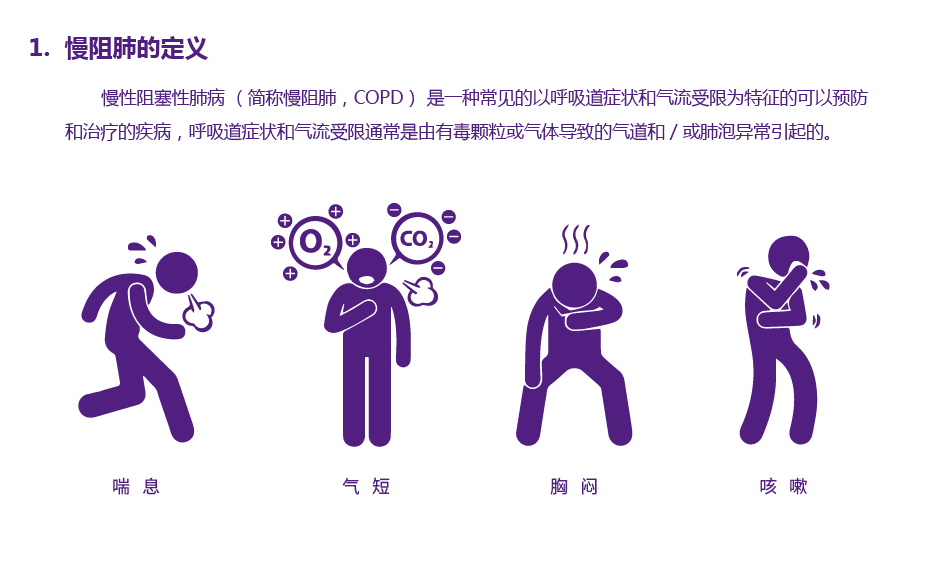 1. 慢阻肺的定义
慢性阻塞性肺病（简称慢阻肺，COPD）是一种常见的以呼吸道症状和气流受限为特征的可以预防
和治疗的疾病，呼吸道症状和气流受限通常是由有毒颗粒或气体导致的气道和/或肺泡异常引起的。
O2 CO2
喘息 气短 胸闷 咳嗽